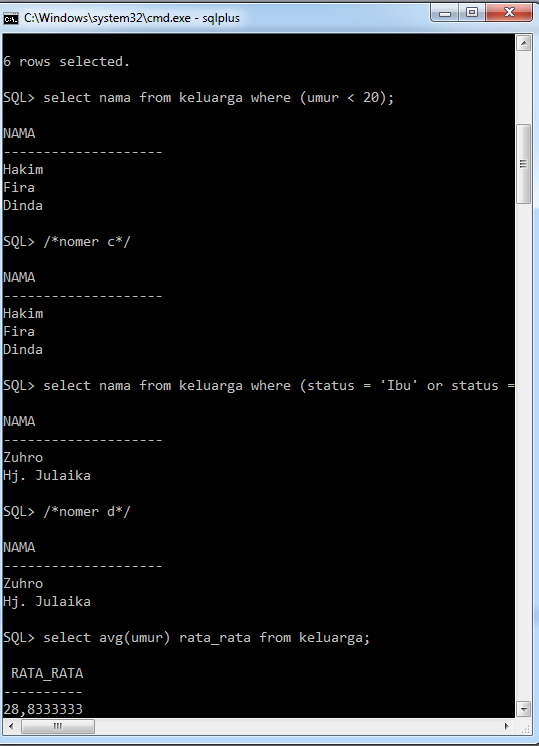 C:\Windows\system32\cmd.exe - sqlplus
6 rows selected.
SQL> select nama from keluarga where (umur < 20);
NAMA
--------------------
Hakim
Fira
Dinda
SQL> /*nomer c*/
NAMA
--------------------
Hakim
Fira
Dinda
SQL> select nama from keluarga where (status = 'Ibu' or status =
NAMA
--------------------
Zuhro
Hj. Julaika
SQL> /*nomer d*/
NAMA
--------------------
Zuhro
Hj. Julaika
SQL> select avg(umur) rata_rata from keluarga;
RATA_RATA
----------
28,8333333